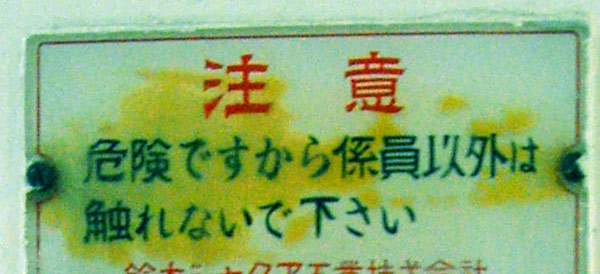 注意
危険ですから係員以外は
触れないで下さい